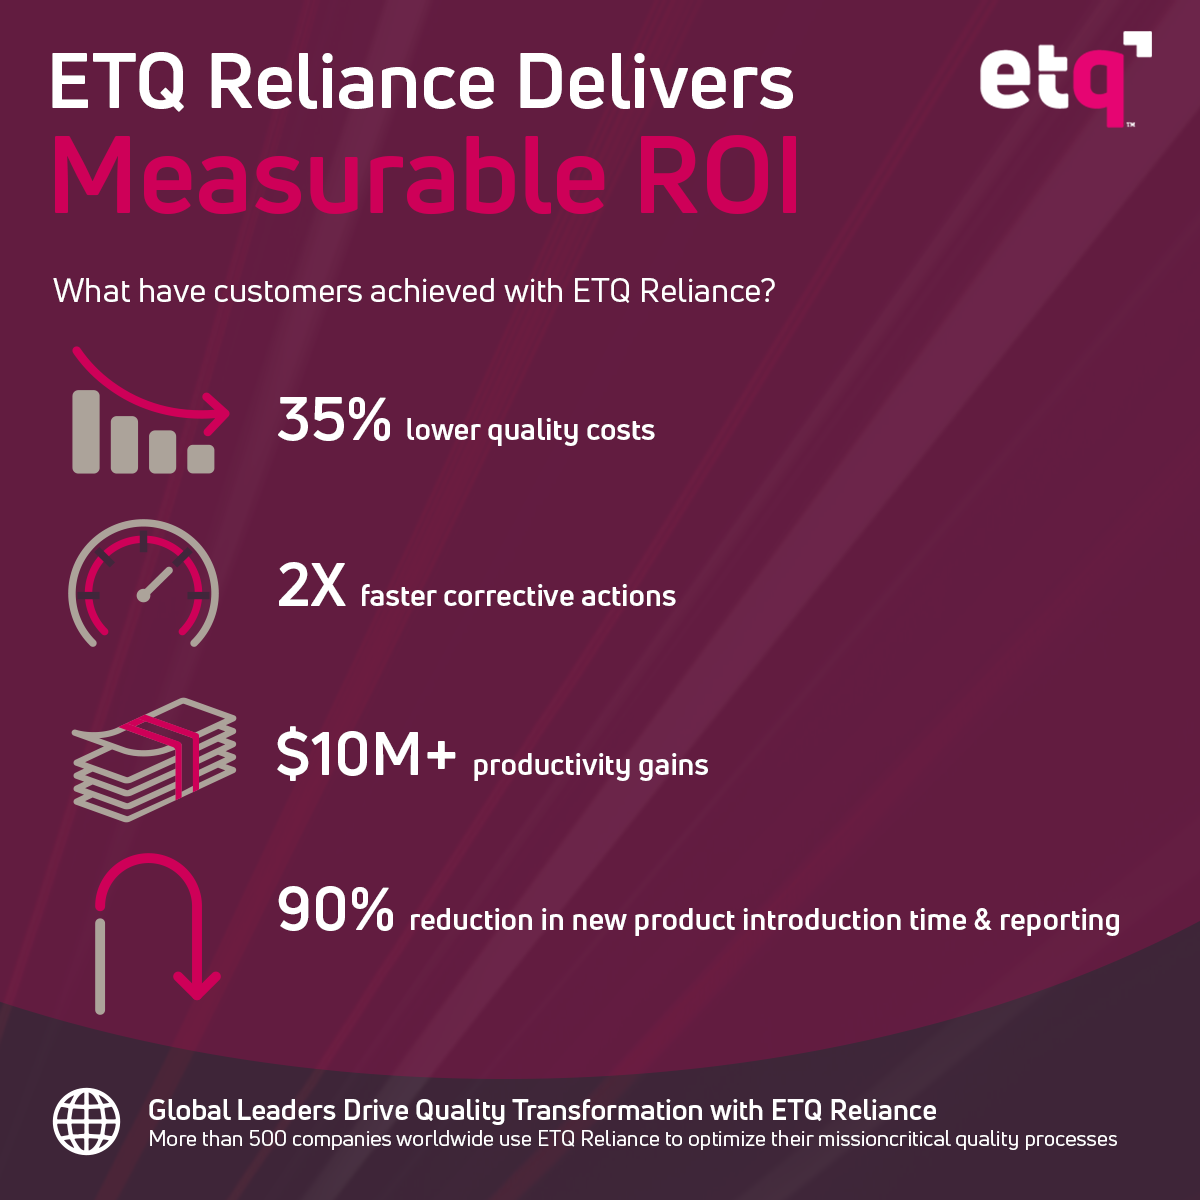 ETQ Reliance Delivers
etq
™
Measurable ROI
What have customers achieved with ETQ Reliance?
35% lower quality costs
2X faster corrective actions
$10M+ productivity gains
90% reduction in new product introduction time & reporting
Global Leaders Drive Quality Transformation with ETQ Reliance
More than 500 companies worldwide use ETQ Reliance to optimize their missioncritical quality processes